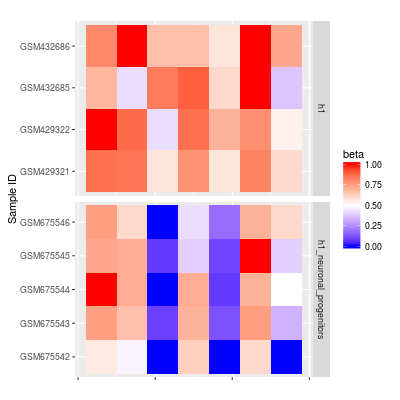 GSM432686
GSM432685
GSM429322
GSM429321
h1
GSM675546
GSM675545
GSM675544
GSM675543
GSM675542
h1_neuronal_progenitors
Sample ID
beta
1.00
0.75
0.50
0.25
0.00